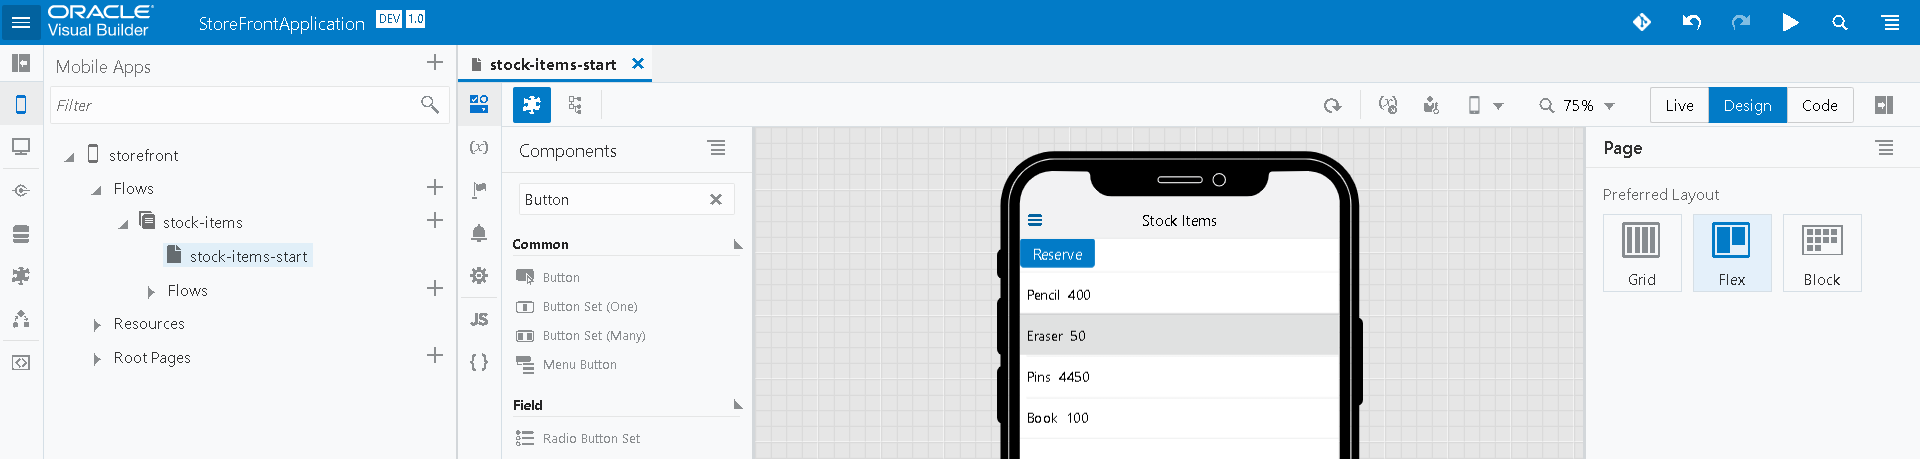 ORACLE
Visual Builder
StoreFrontApplication DEV 1.0
Mobile Apps
Filter
storefront
Flows
stock-items
stock-items-start
Flows
Resources
Root Pages
stock-items-start
75%
Live Design Code
(x)
JS
{ }
Components
Button
Common
Button
Button Set (One)
Button Set (Many)
Menu Button
Field
Radio Button Set
Stock Items
Reserve
Pencil 400
Eraser 50
Pins 4450
Book 100
Page
Preferred Layout
Grid Flex Block